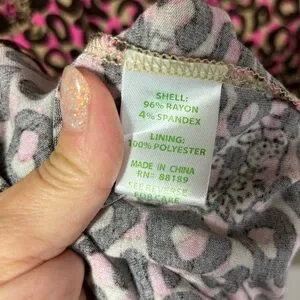 SHELL:
96% RAYON
4% SPANDEX
LINING:
100% POLYESTER
MADE IN CHINA
RN# 88189
SEE REVERSE
FOR CARE